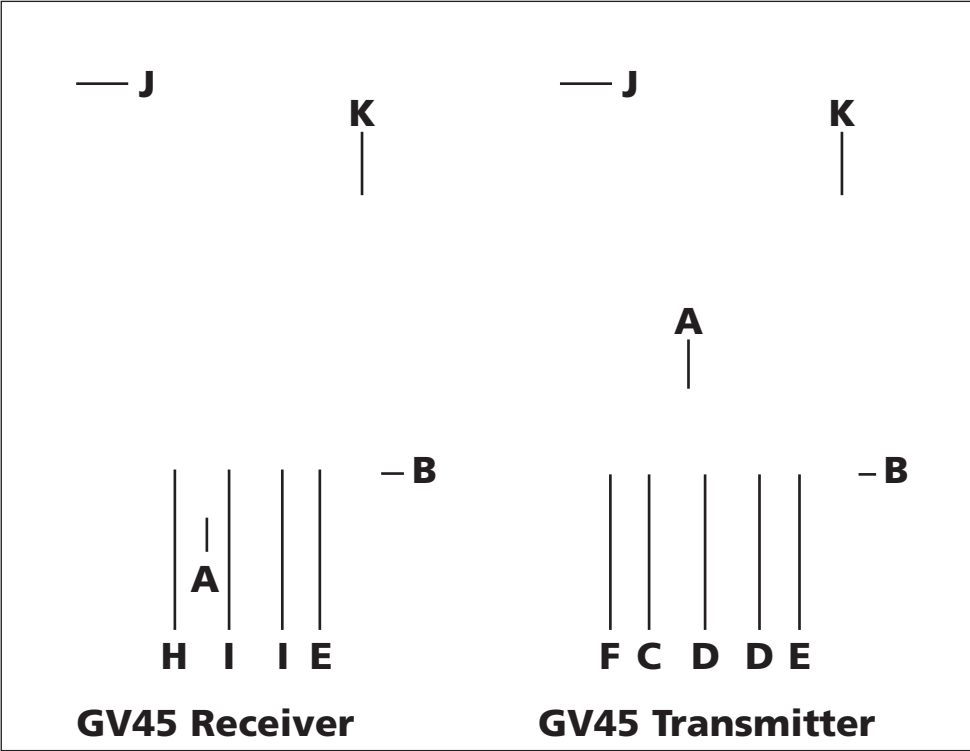 J J
K K
A
B B
A
H I I E F C D D E
GV45 Receiver GV45 Transmitter